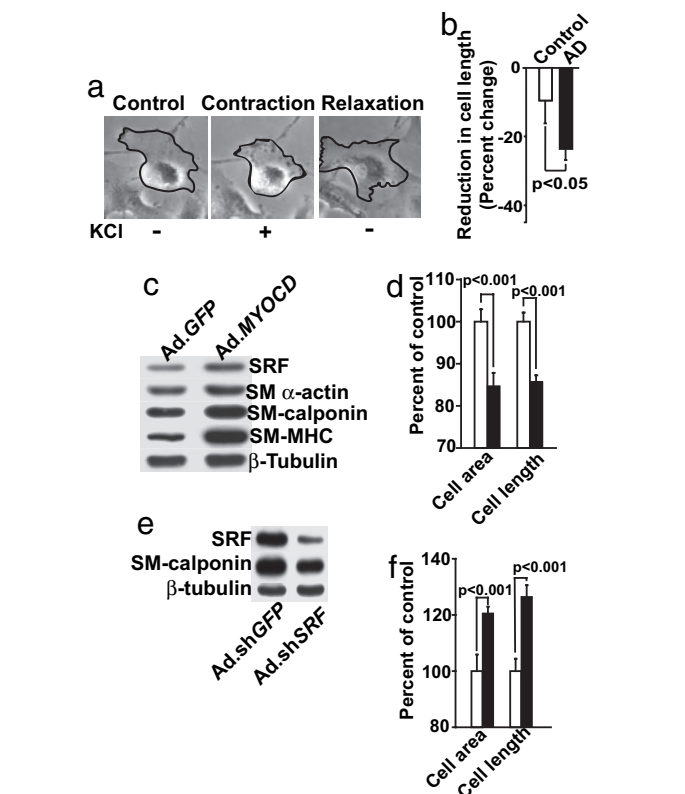 a
Control Contraction Relaxation
KCl - + -
b
Control
AD
Reduction in cell length
(Percent change)
0
-20
-40
p<0.05
c
Ad.GFP
Ad.MYOCD
SRF
SM α-actin
SM-calponin
SM-MHC
β-Tubulin
d
Percent of control
110
100
90
80
70
p<0.001
p<0.001
Cell area
Cell length
e
SRF
SM-calponin
β-tubulin
Ad.shGFP
Ad.shSRF
f
Percent of control
140
120
100
80
p<0.001
p<0.001
Cell area
Cell length